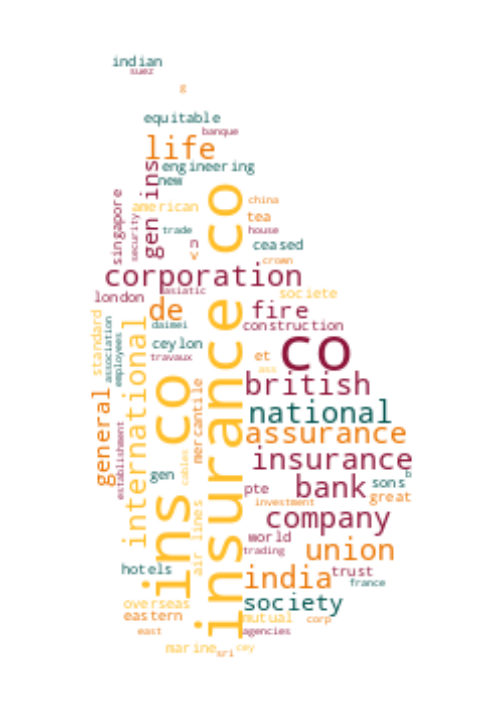 indian
suez
g
equitable
banque
life
engineering
new
gen ins
american
china
tea
singapore
security
trade
house
n
v
ceased
crown
corporation
asiatic
london
societe
de
fire
standard
association
employees
daimei
construction
international
ceylon
travaux
et
ass
co
insurance co
ins co
british
mercantile
national
general
assurance
establishment
insurance
cables
gen
pte
bank
sons
b
great
investment
company
air lines
world
trading
union
hotels
india
trust
france
overseas
society
eastern
mutual
corp
east
agencies
marine
sri
cey